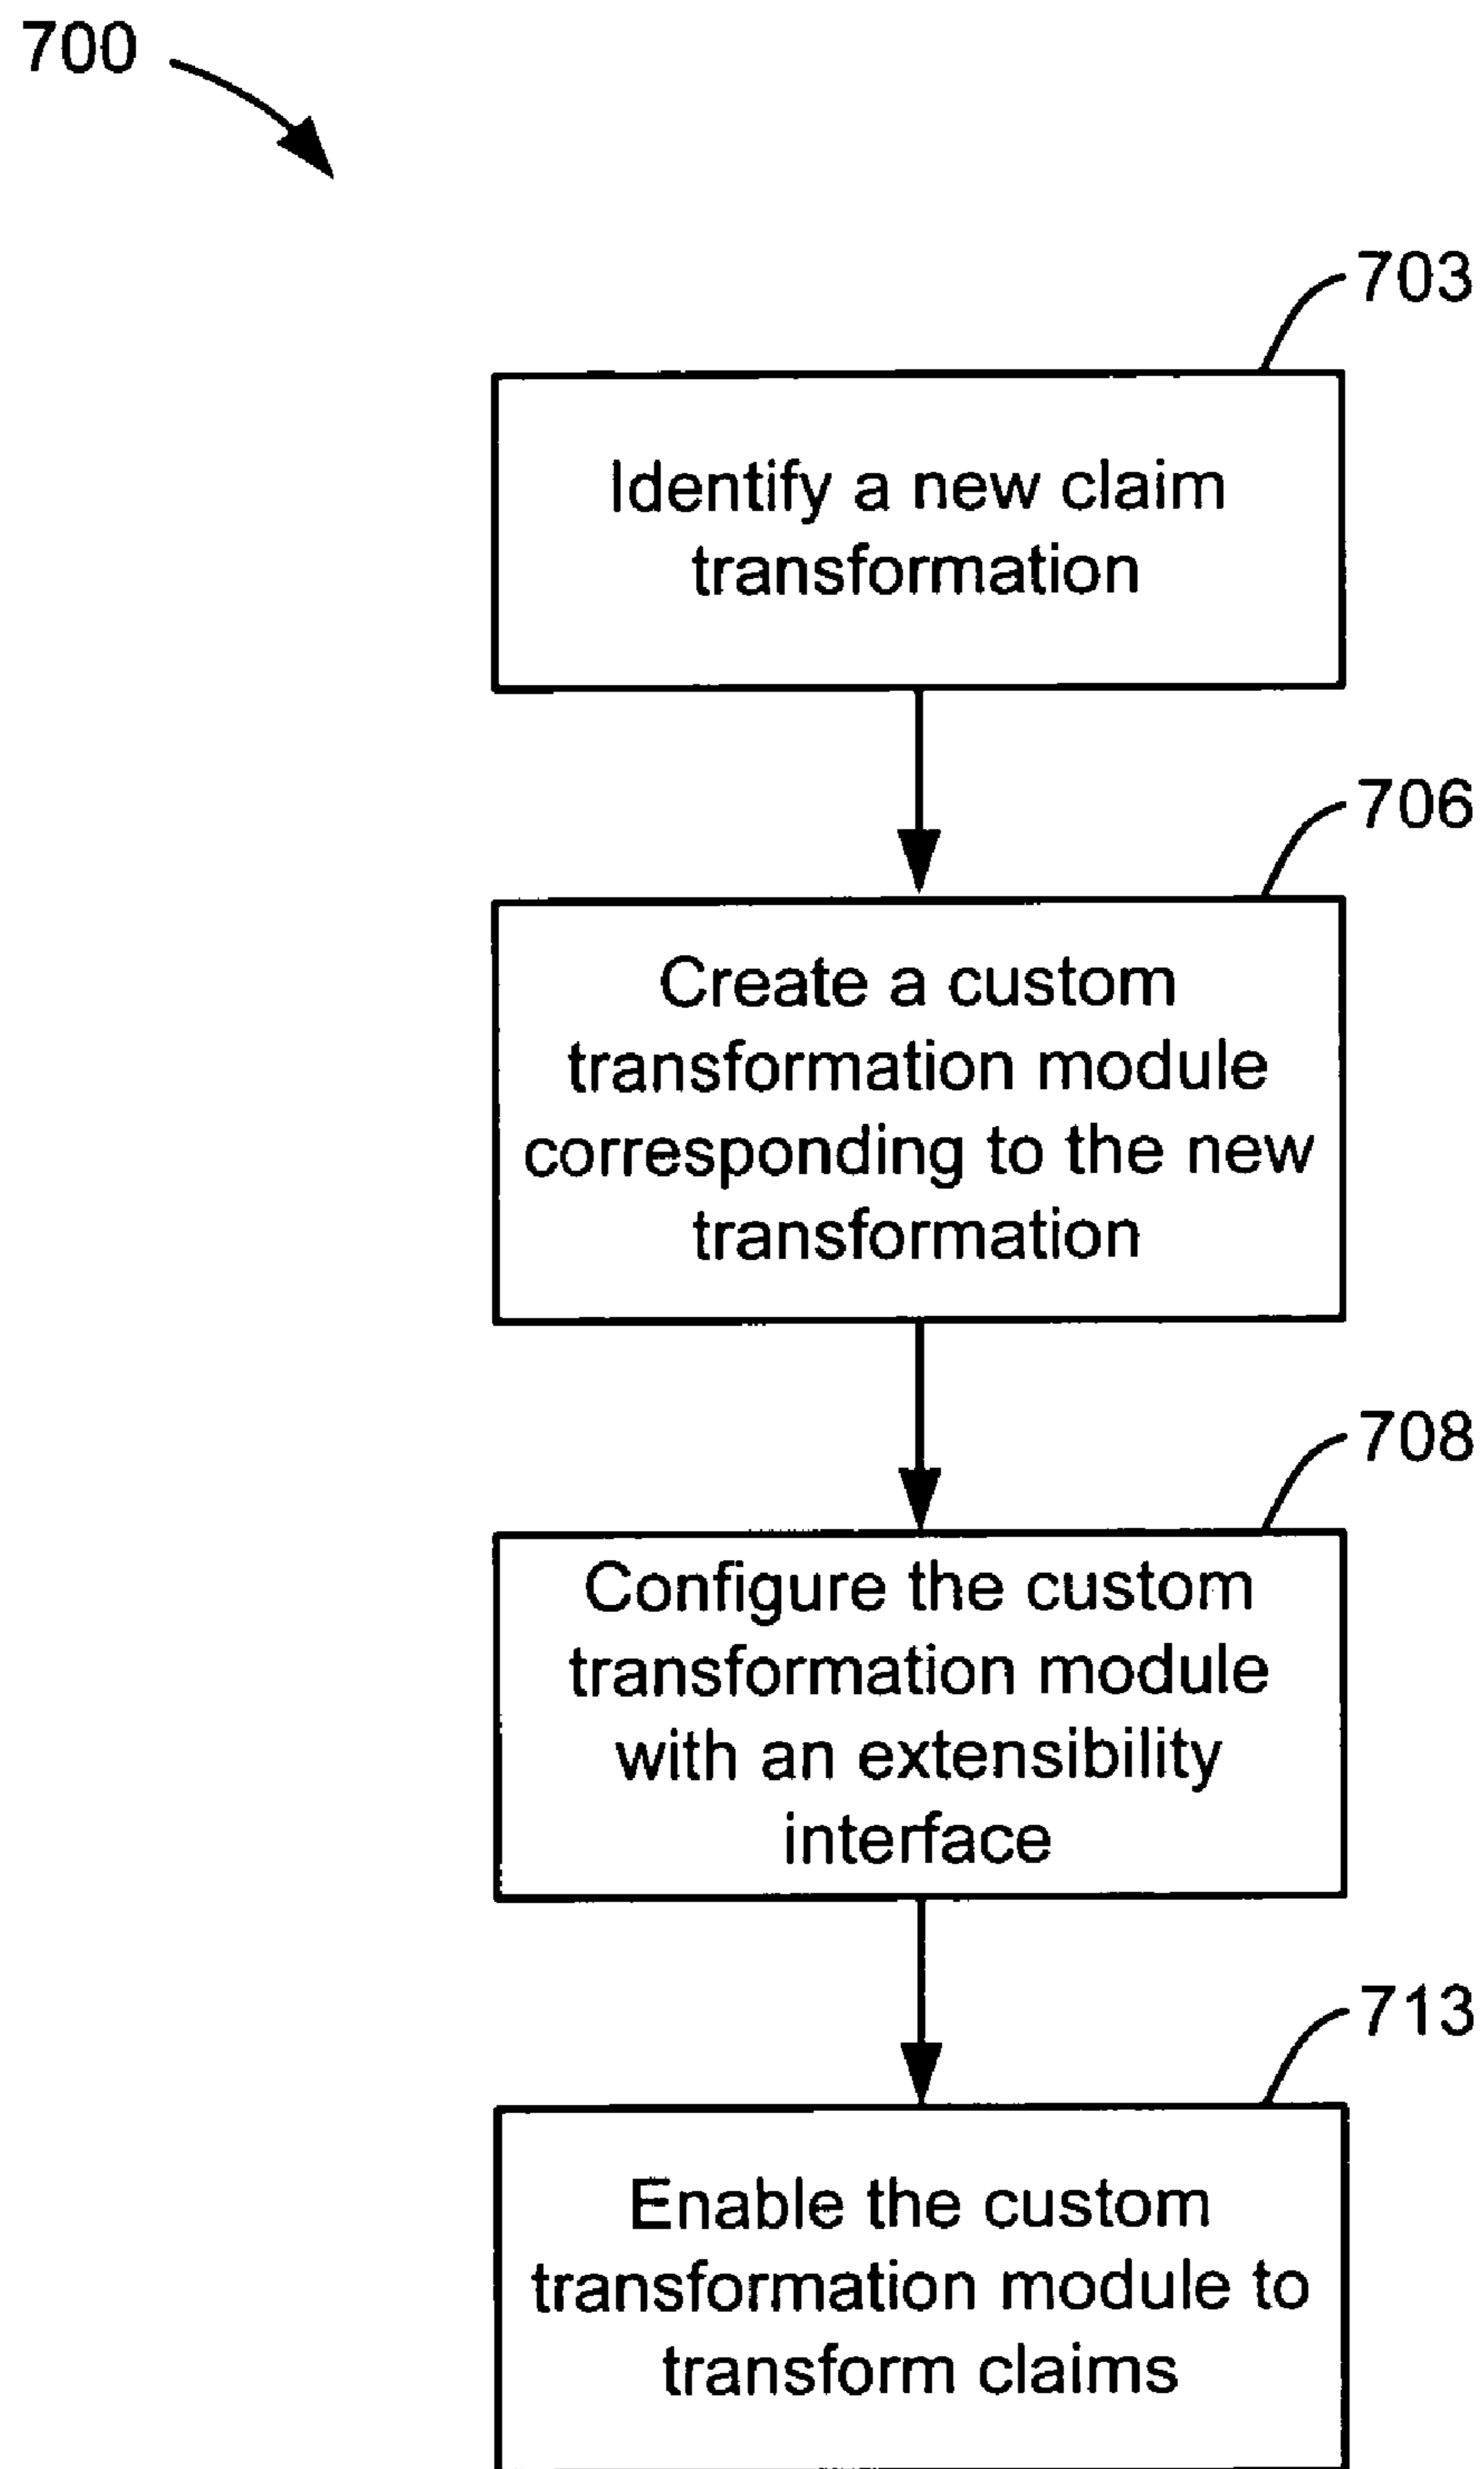 700
703
Identify a new claim
transformation
706
Create a custom
transformation module
corresponding to the new
transformation
708
Configure the custom
transformation module
with an extensibility
interface
713
Enable the custom
transformation module to
transform claims